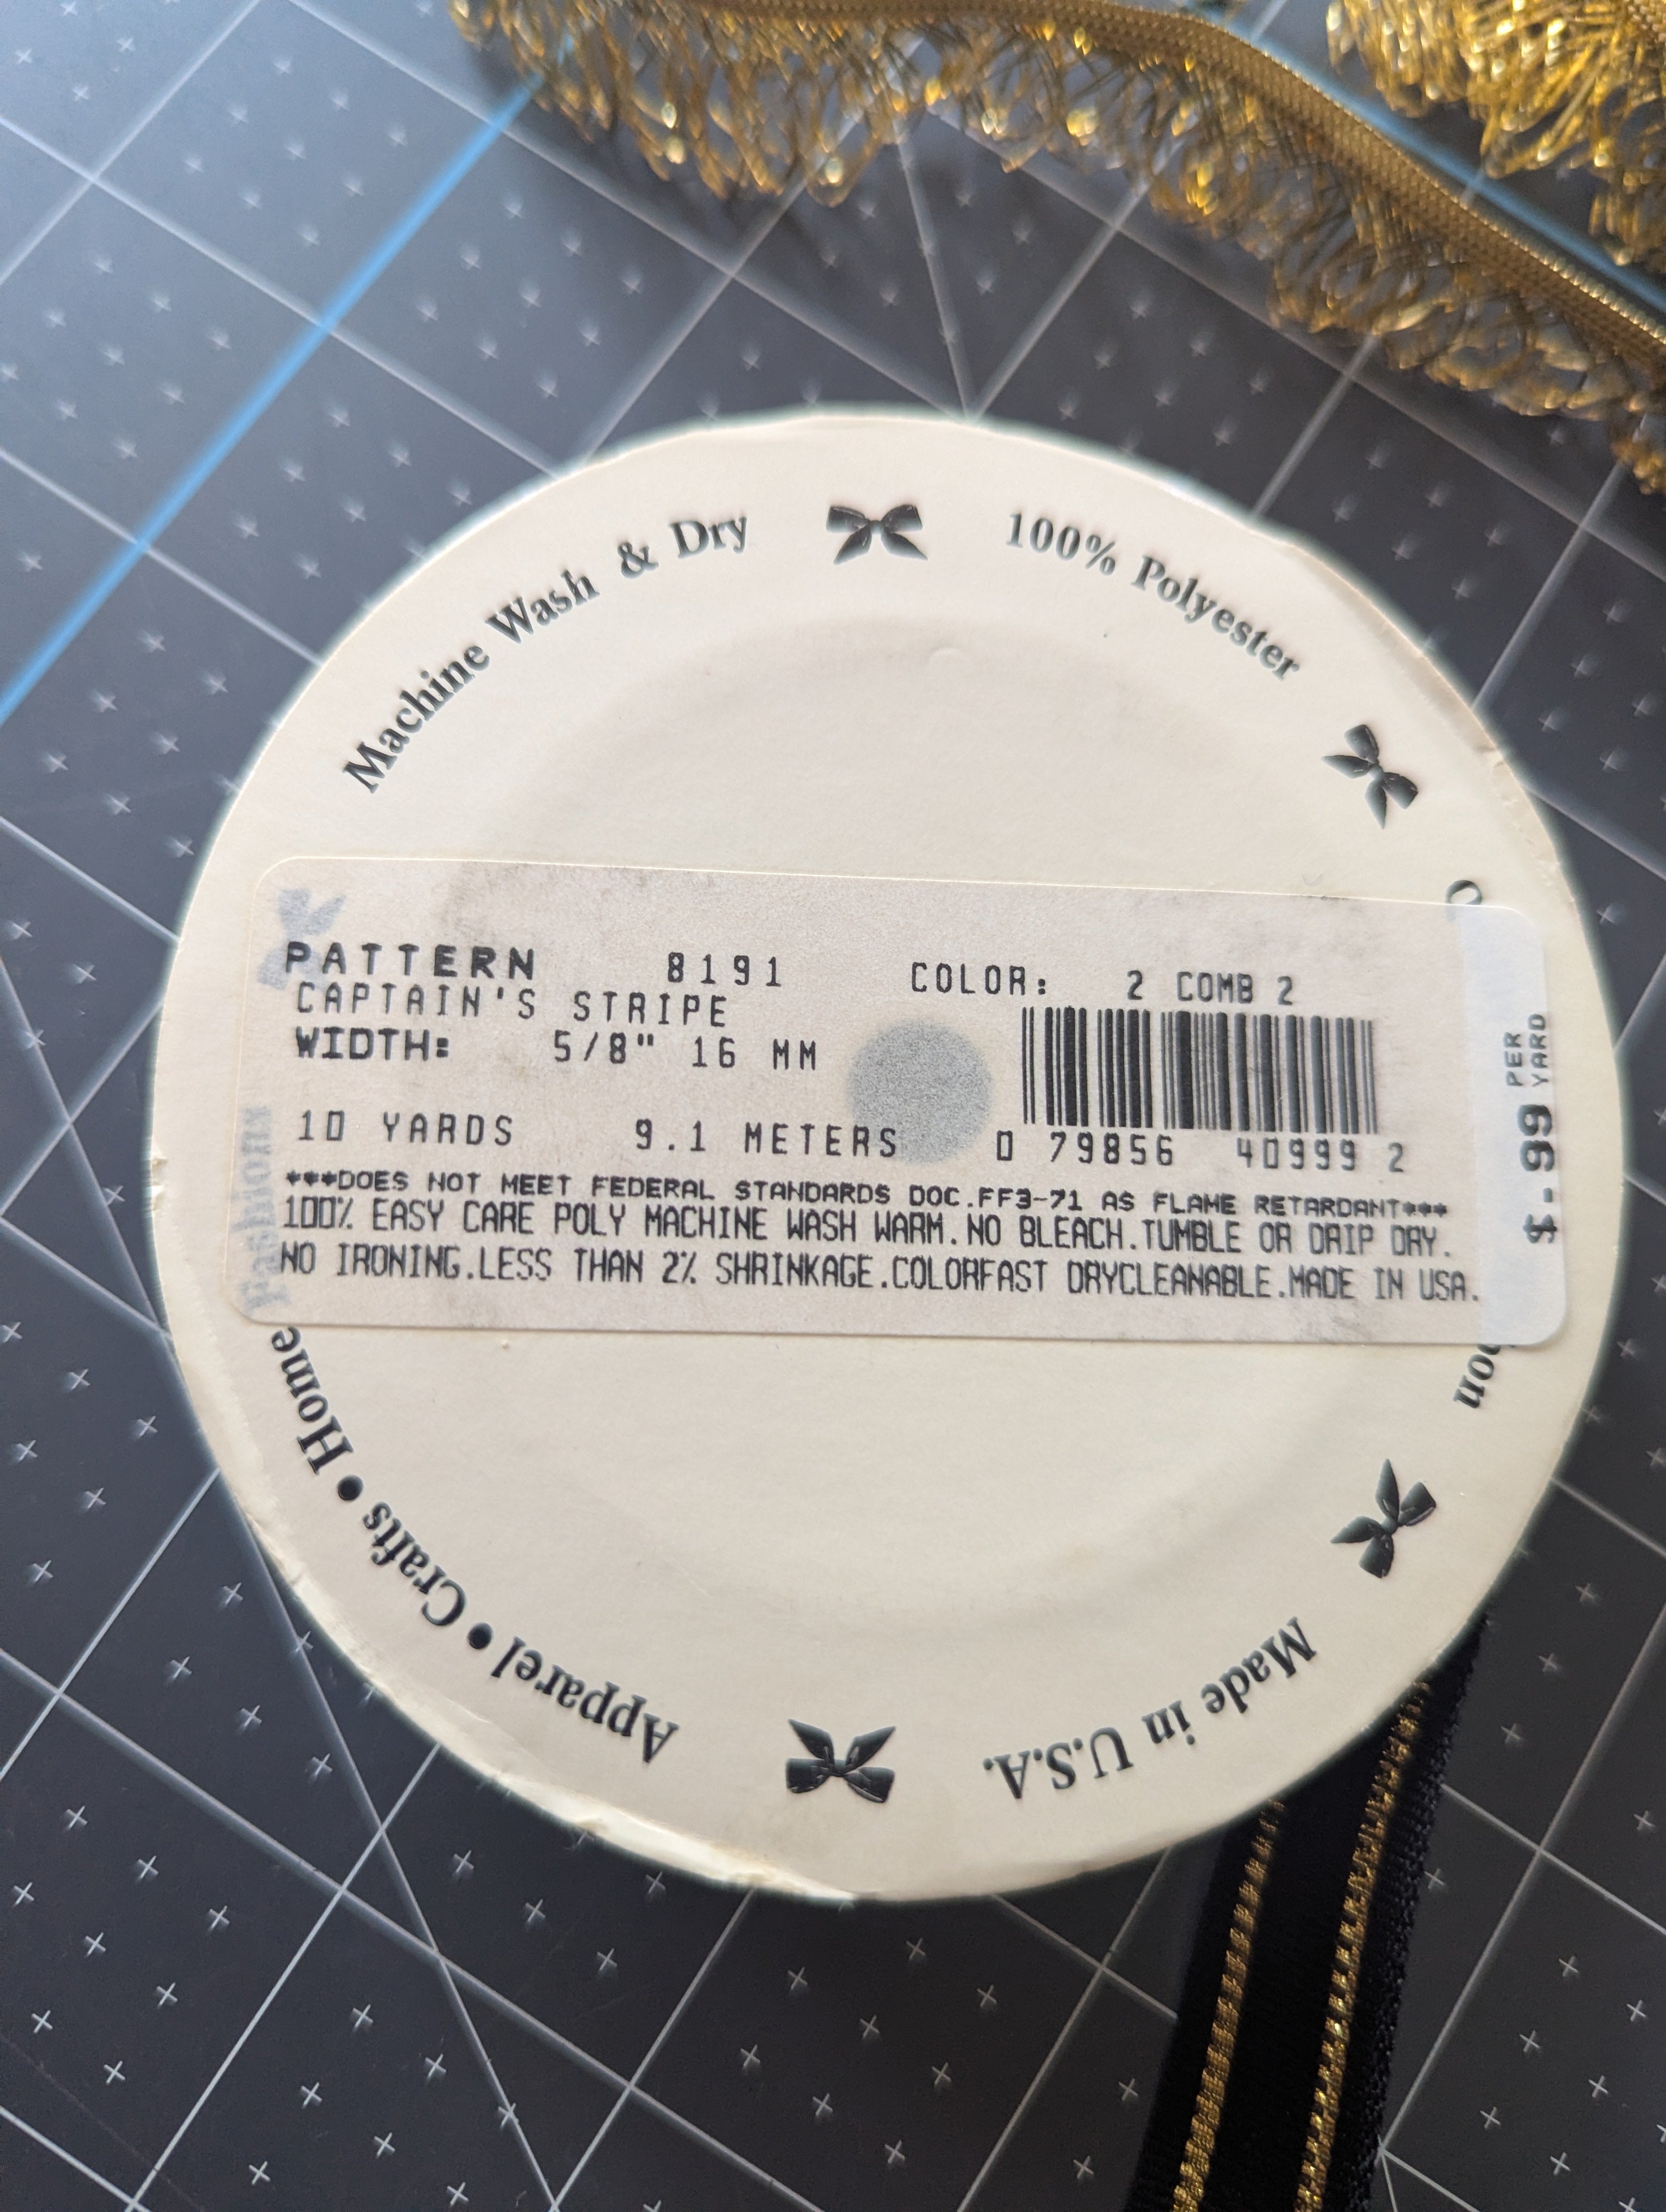 Machine Wash & Dry
100% Polyester
PATTERN 8191 COLOR: 2 COMB 2
CAPTAIN'S STRIPE
WIDTH: 5/8" 16 MM
10 YARDS 9.1 METERS
0 79856 40999 2
***DOES NOT MEET FEDERAL STANDARDS DOC.FF3-71 AS FLAME RETARDANT***
100% EASY CARE POLY MACHINE WASH WARM.NO BLEACH.TUMBLE OR DRIP DRY.
NO IRONING.LESS THAN 2% SHRINKAGE.COLORFAST DRYCLEANABLE.MADE IN USA.
$.99 PER YARD
Made in U.S.A.
Apparel • Crafts • Home Fashions